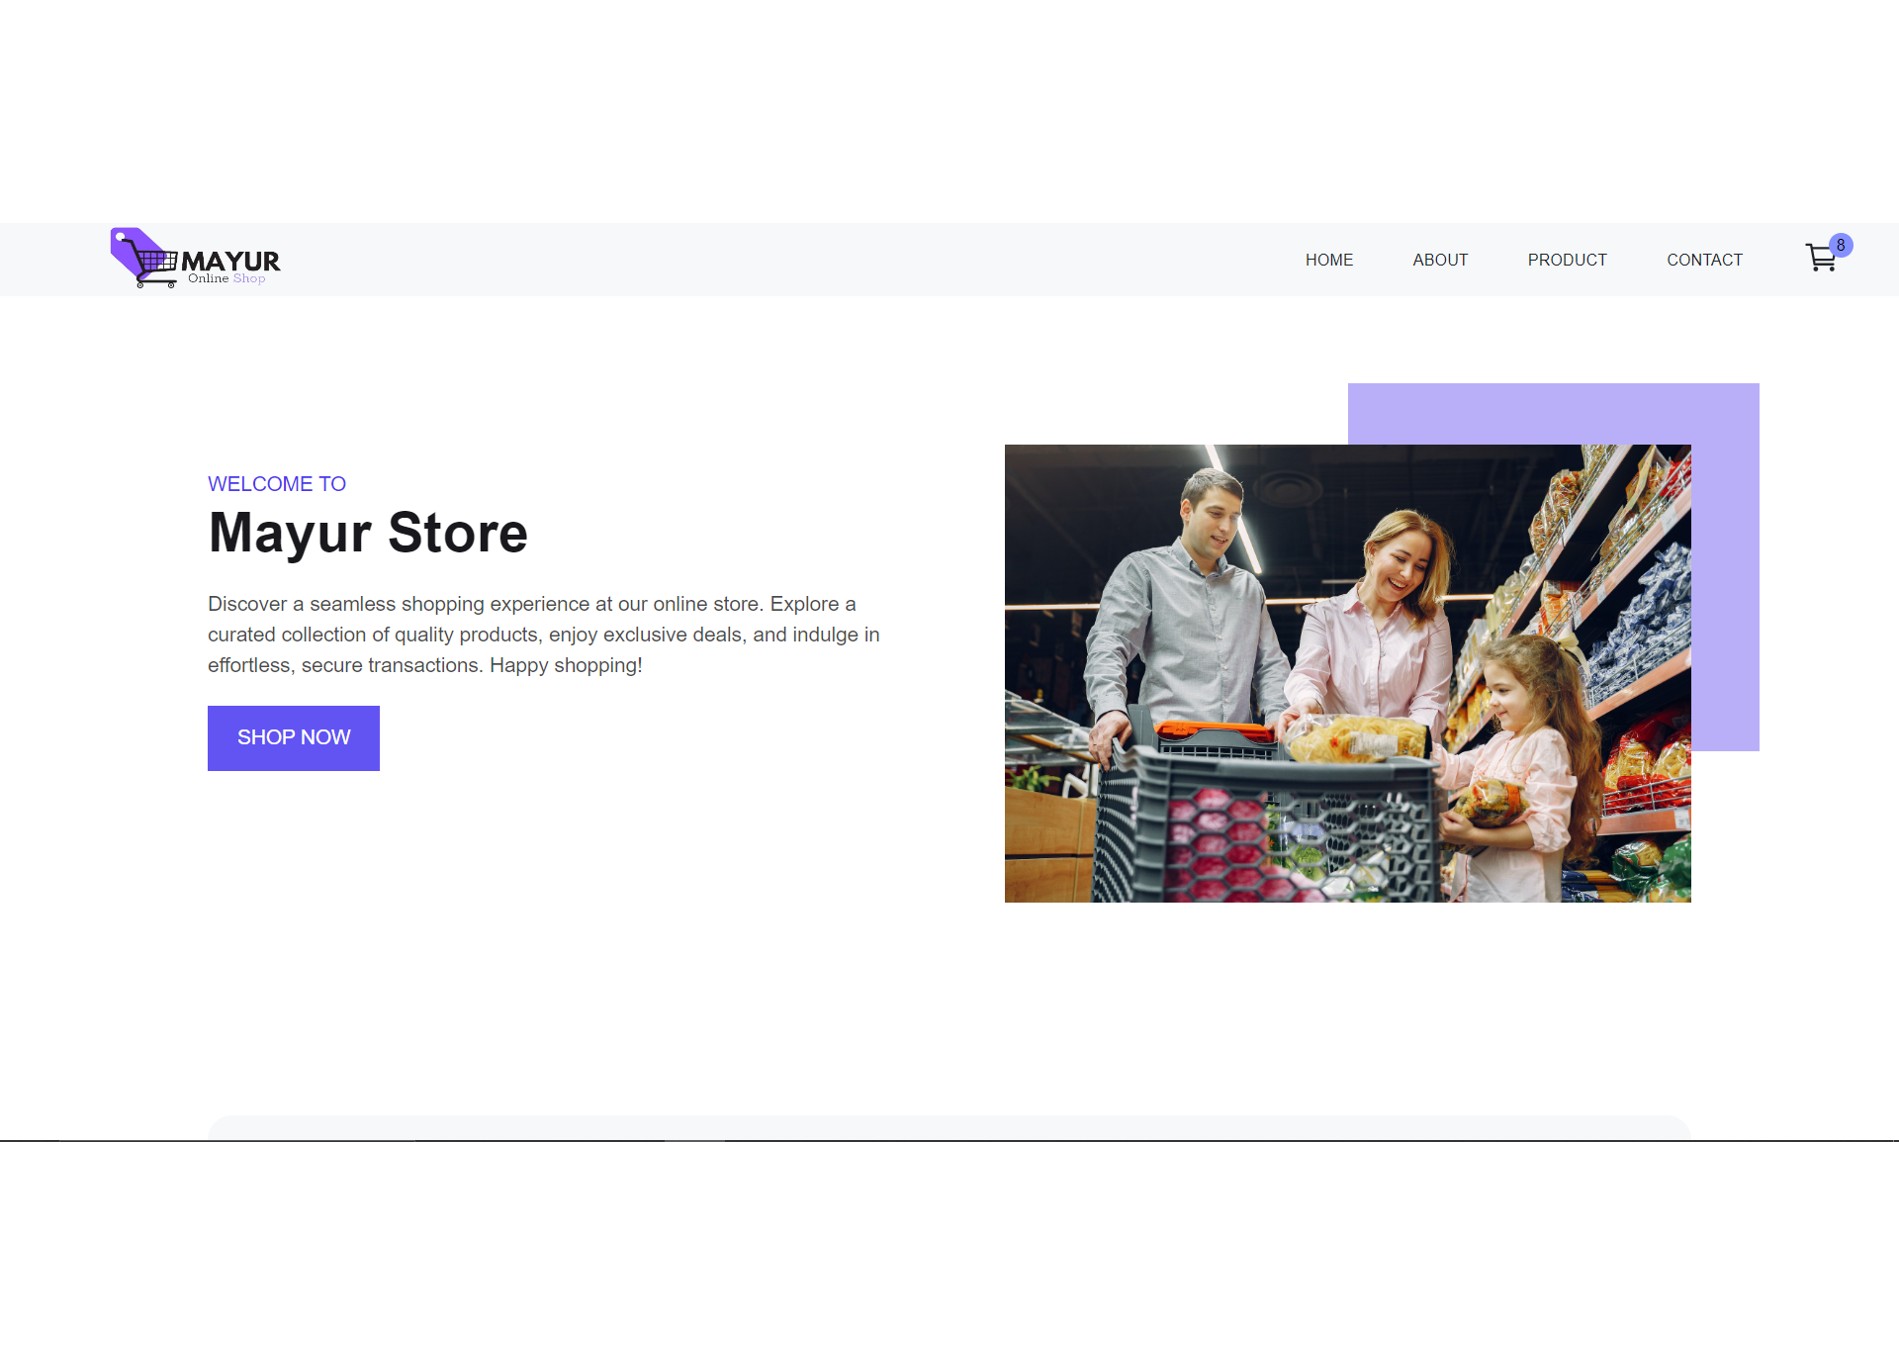 MAYUR
Online Shop
HOME ABOUT PRODUCT CONTACT 8
WELCOME TO
Mayur Store
Discover a seamless shopping experience at our online store. Explore a
curated collection of quality products, enjoy exclusive deals, and indulge in
effortless, secure transactions. Happy shopping!
SHOP NOW